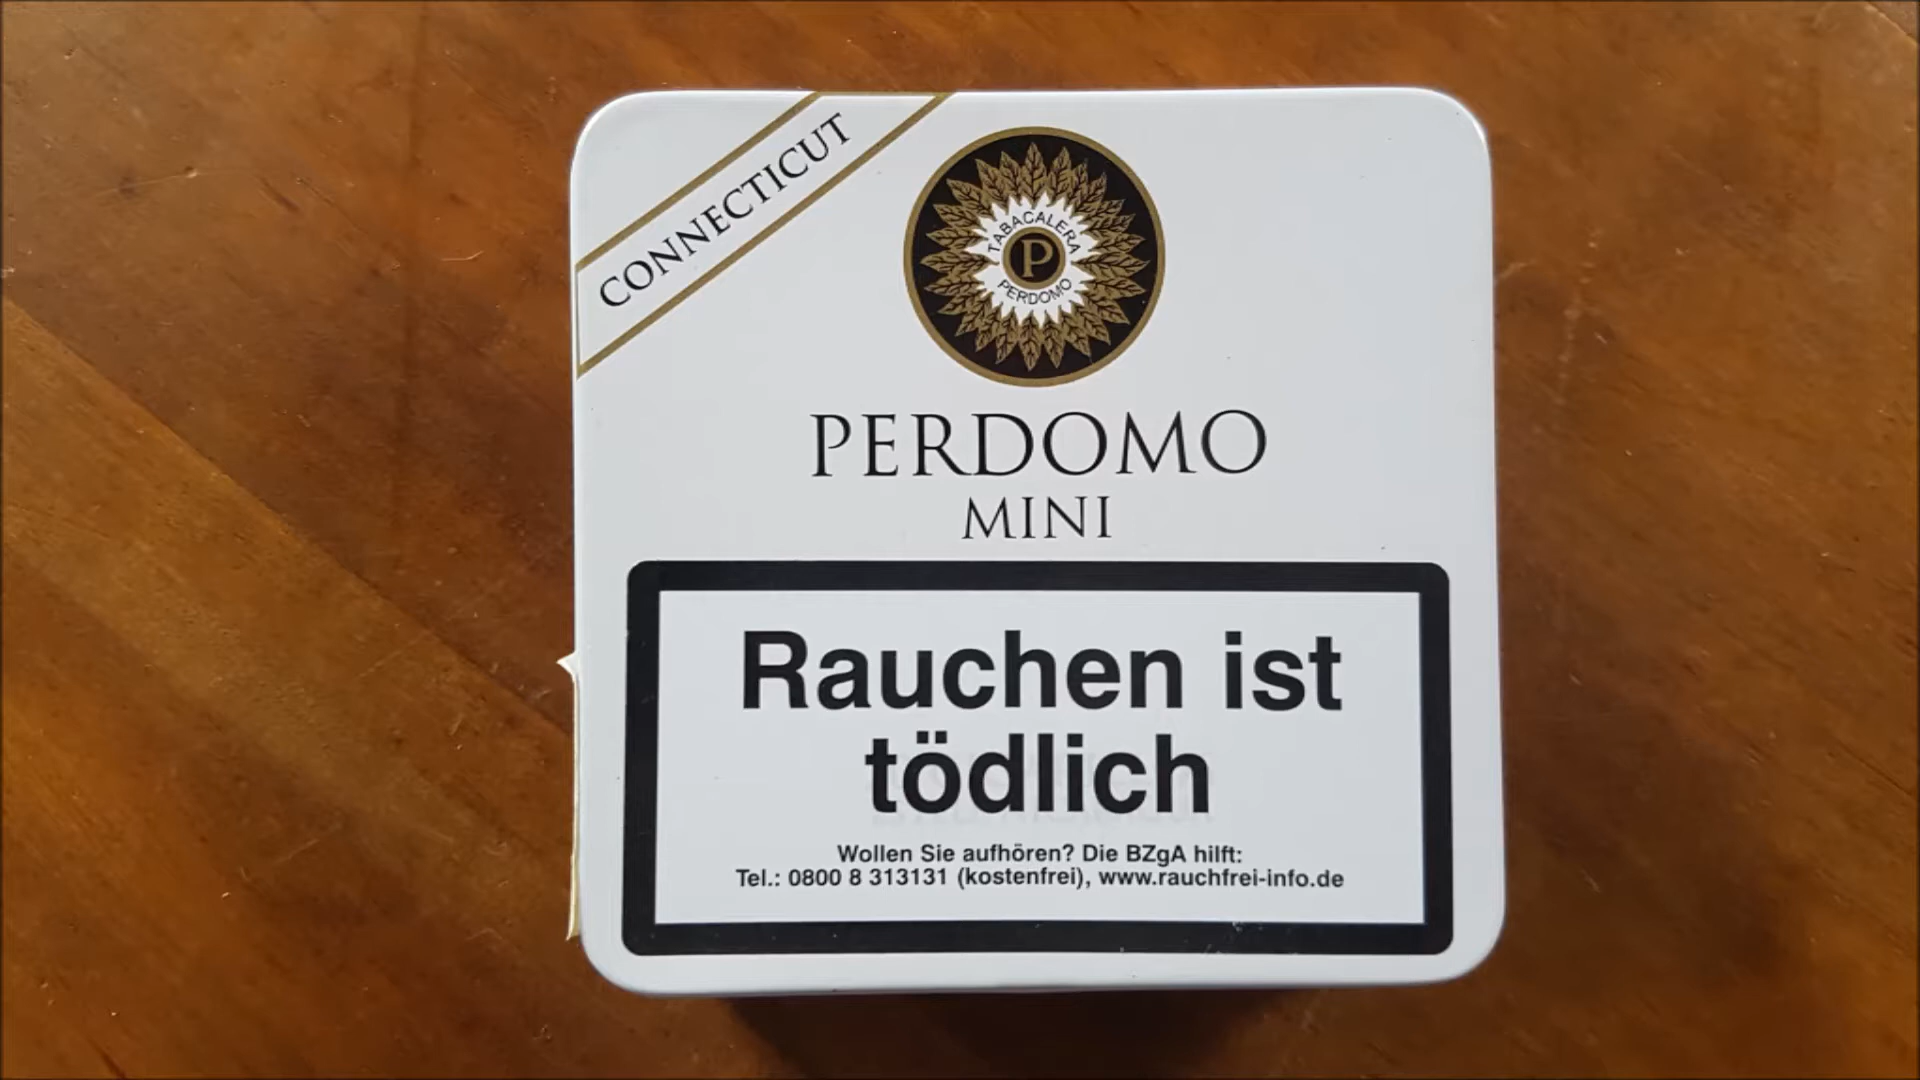 CONNECTICUT
TABACALERA
P
PERDOMO
PERDOMO
MINI
Rauchen ist
tödlich
Wollen Sie aufhören? Die BZgA hilft:
Tel.: 0800 8 313131 (kostenfrei), www.rauchfrei-info.de